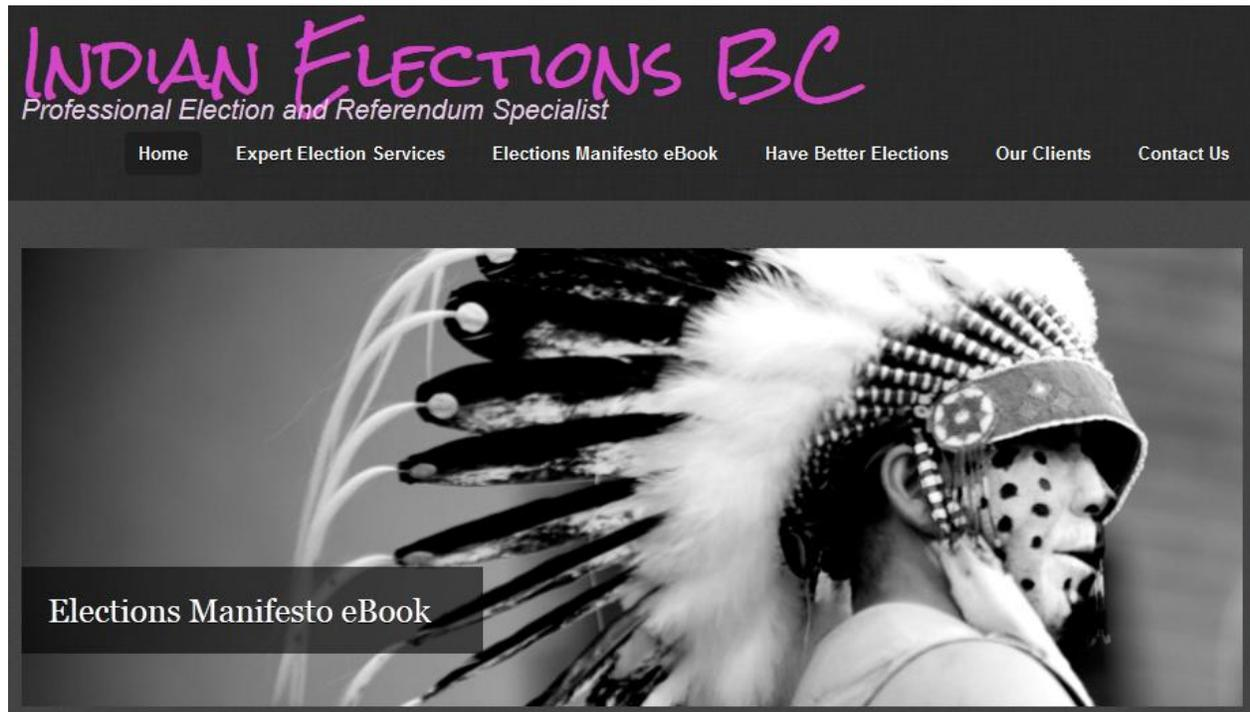 INDIAN ELECTIONS BC
Professional Election and Referendum Specialist
Home Expert Election Services Elections Manifesto eBook Have Better Elections Our Clients Contact Us
Elections Manifesto eBook